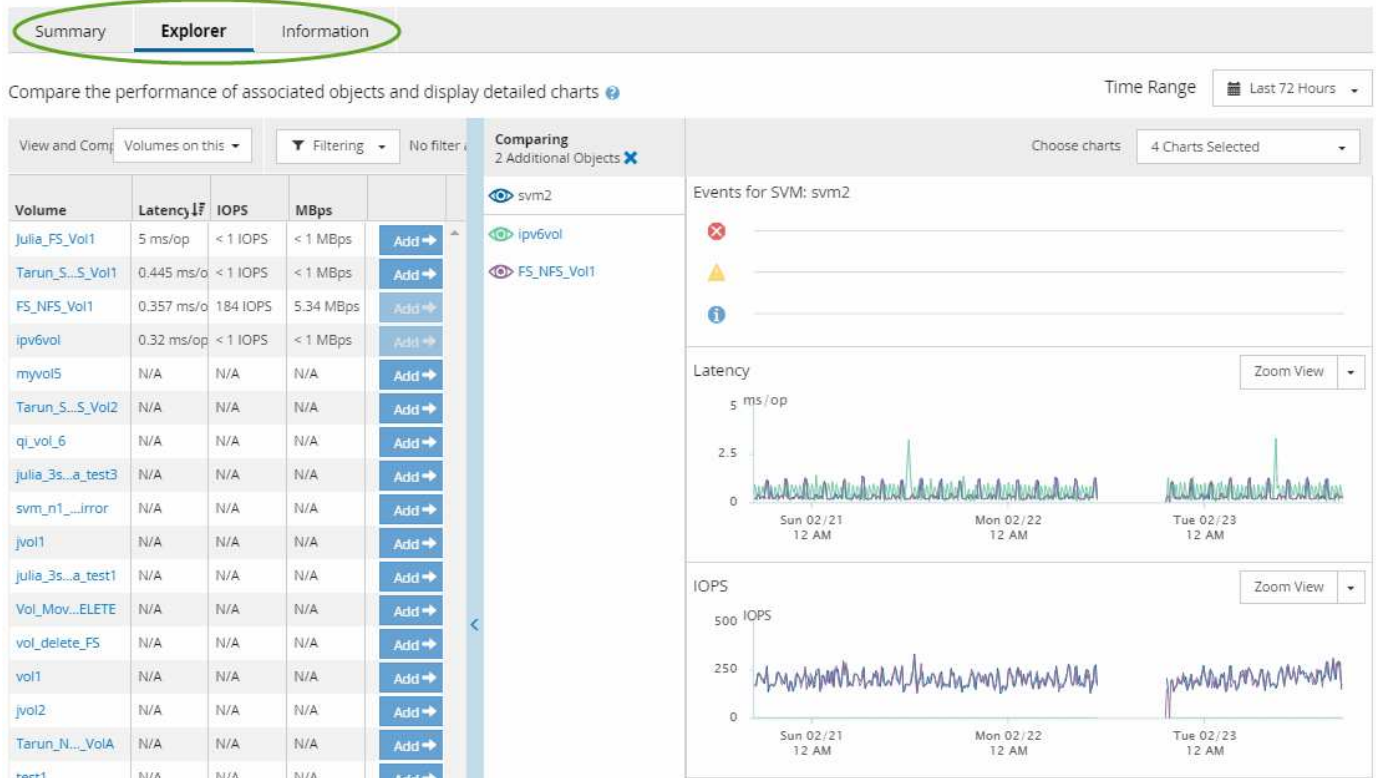 Summary Explorer Information
Compare the performance of associated objects and display detailed charts ?
Time Range Last 72 Hours
View and Comp Volumes on this Filtering No filter
Volume Latency IOPS MBps
Julia_FS_Vol1 5 ms/op < 1 IOPS < 1 MBps Add
Tarun_S...S_Vol1 0.445 ms/o < 1 IOPS < 1 MBps Add
FS_NFS_Vol1 0.357 ms/o 184 IOPS 5.34 MBps Add
ipv6vol 0.32 ms/op < 1 IOPS < 1 MBps Add
myvol5 N/A N/A N/A Add
Tarun_S...S_Vol2 N/A N/A N/A Add
qi_vol_6 N/A N/A N/A Add
julia_3s...a_test3 N/A N/A N/A Add
svm_n1_...irror N/A N/A N/A Add
jvol1 N/A N/A N/A Add
julia_3s...a_test1 N/A N/A N/A Add
Vol_Mov...ELETE N/A N/A N/A Add
vol_delete_FS N/A N/A N/A Add
vol1 N/A N/A N/A Add
jvol2 N/A N/A N/A Add
Tarun_N..._VolA N/A N/A N/A Add
test1 N/A N/A N/A Add
Comparing
2 Additional Objects
svm2
ipv6vol
FS_NFS_Vol1
Choose charts 4 Charts Selected
Events for SVM: svm2
Latency Zoom View
5 ms/op
2.5
0
Sun 02/21 Mon 02/22 Tue 02/23
12 AM 12 AM 12 AM
IOPS Zoom View
500 IOPS
250
0
Sun 02/21 Mon 02/22 Tue 02/23
12 AM 12 AM 12 AM